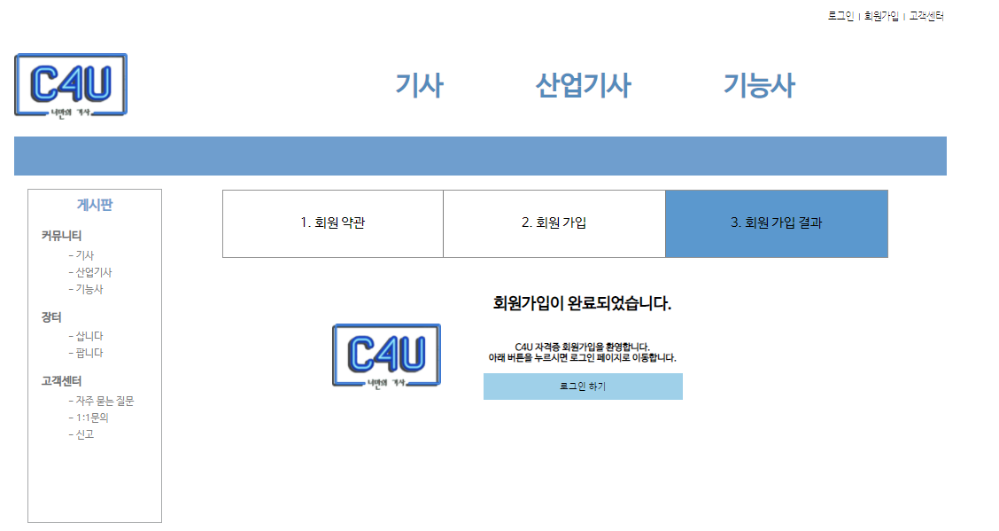 로그인 | 회원가입 | 고객센터
C4U
나만의 기사
기사 산업기사 기능사
게시판
커뮤니티
- 기사
- 산업기사
- 기능사
장터
- 삽니다
- 팝니다
고객센터
- 자주 묻는 질문
- 1:1문의
- 신고
1. 회원 약관 2. 회원 가입 3. 회원 가입 결과
회원가입이 완료되었습니다.
C4U
나만의 기사
C4U 자격증 회원가입을 환영합니다.
아래 버튼을 누르시면 로그인 페이지로 이동합니다.
로그인 하기